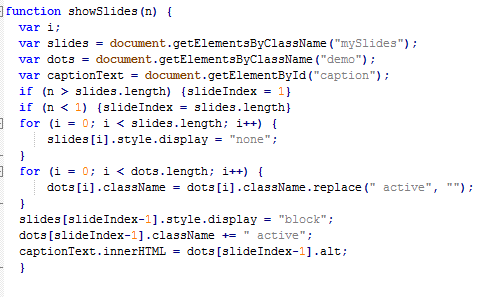 function showSlides(n) {
  var i;
  var slides = document.getElementsByClassName("mySlides");
  var dots = document.getElementsByClassName("demo");
  var captionText = document.getElementById("caption");
  if (n > slides.length) {slideIndex = 1}
  if (n < 1) {slideIndex = slides.length}
  for (i = 0; i < slides.length; i++) {
      slides[i].style.display = "none";
  }
  for (i = 0; i < dots.length; i++) {
      dots[i].className = dots[i].className.replace(" active", "");
  }
  slides[slideIndex-1].style.display = "block";
  dots[slideIndex-1].className += " active";
  captionText.innerHTML = dots[slideIndex-1].alt;
  }